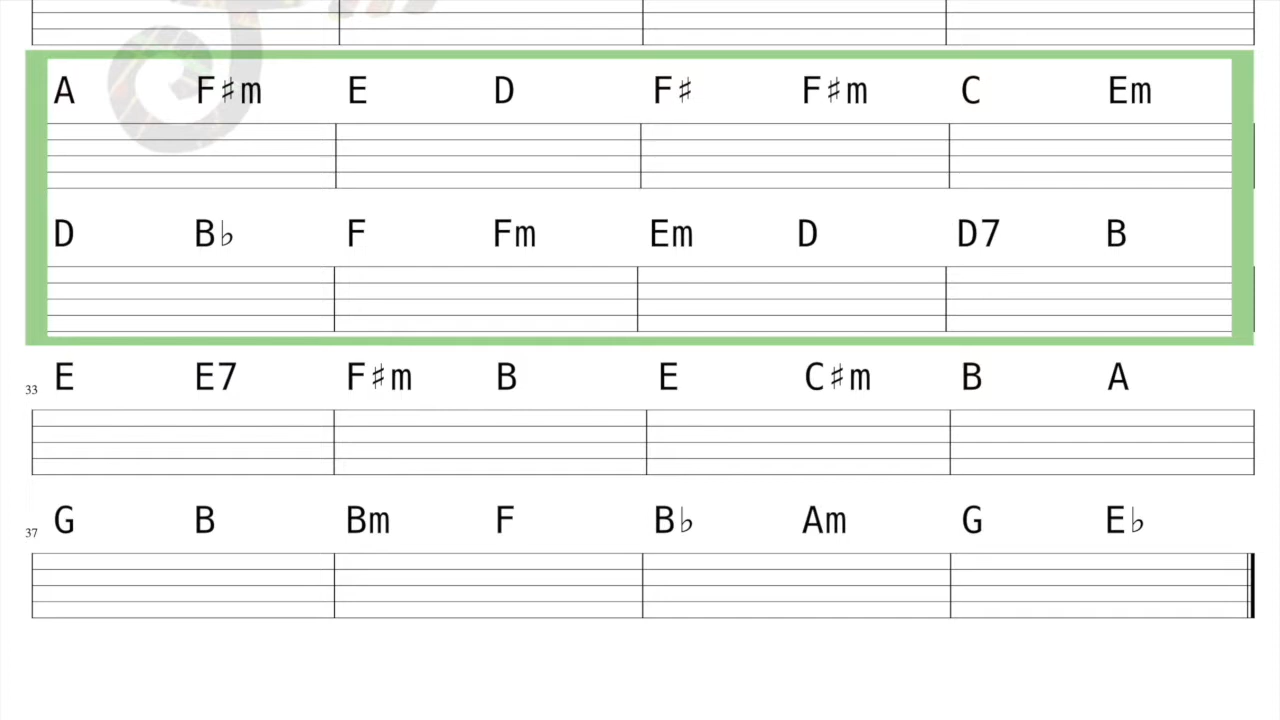 A F♯m E D F♯ F♯m C Em
D B♭ F Fm Em D D7 B
33 E E7 F♯m B E C♯m B A
37 G B Bm F B♭ Am G E♭